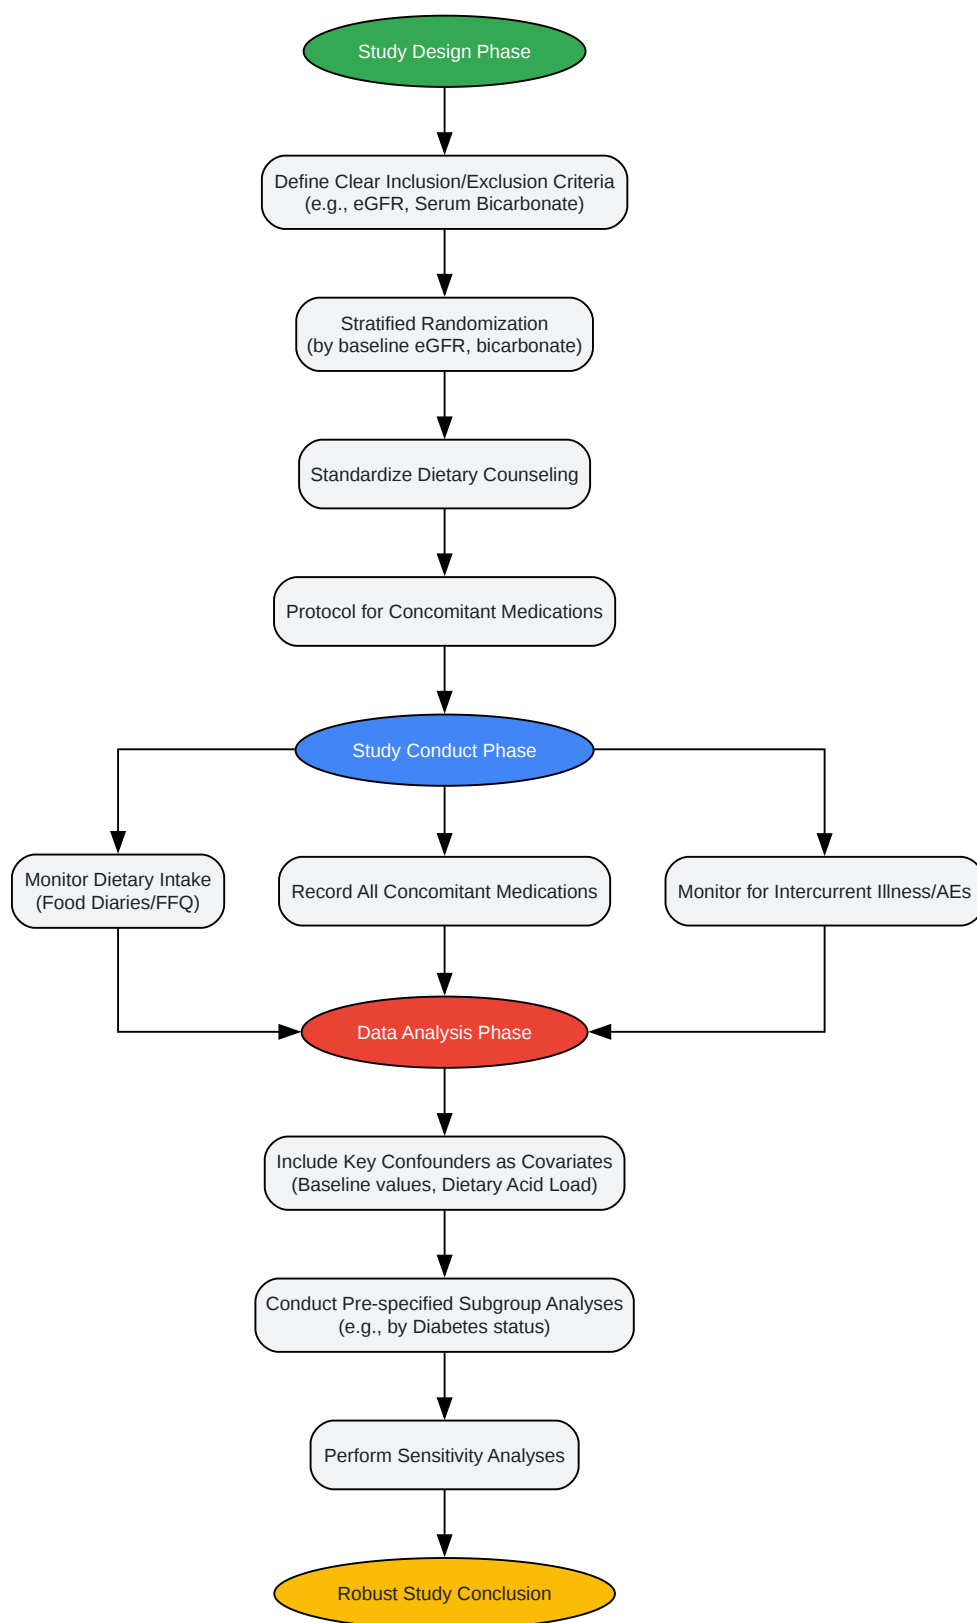 Study Design Phase
Define Clear Inclusion/Exclusion Criteria
(e.g., eGFR, Serum Bicarbonate)
Stratified Randomization
(by baseline eGFR, bicarbonate)
Standardize Dietary Counseling
Protocol for Concomitant Medications
Study Conduct Phase
Monitor Dietary Intake
(Food Diaries/FFQ)
Record All Concomitant Medications
Monitor for Intercurrent Illness/AEs
Data Analysis Phase
Include Key Confounders as Covariates
(Baseline values, Dietary Acid Load)
Conduct Pre-specified Subgroup Analyses
(e.g., by Diabetes status)
Perform Sensitivity Analyses
Robust Study Conclusion